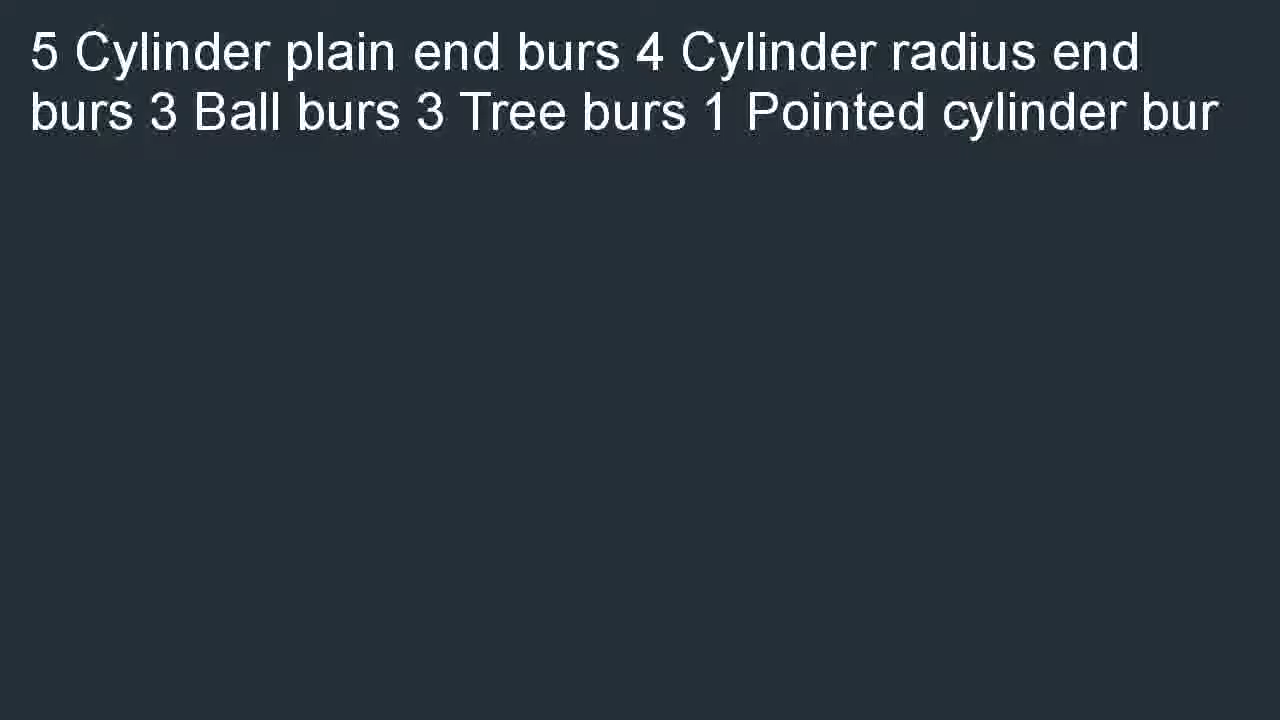 5 Cylinder plain end burs 4 Cylinder radius end
burs 3 Ball burs 3 Tree burs 1 Pointed cylinder bur